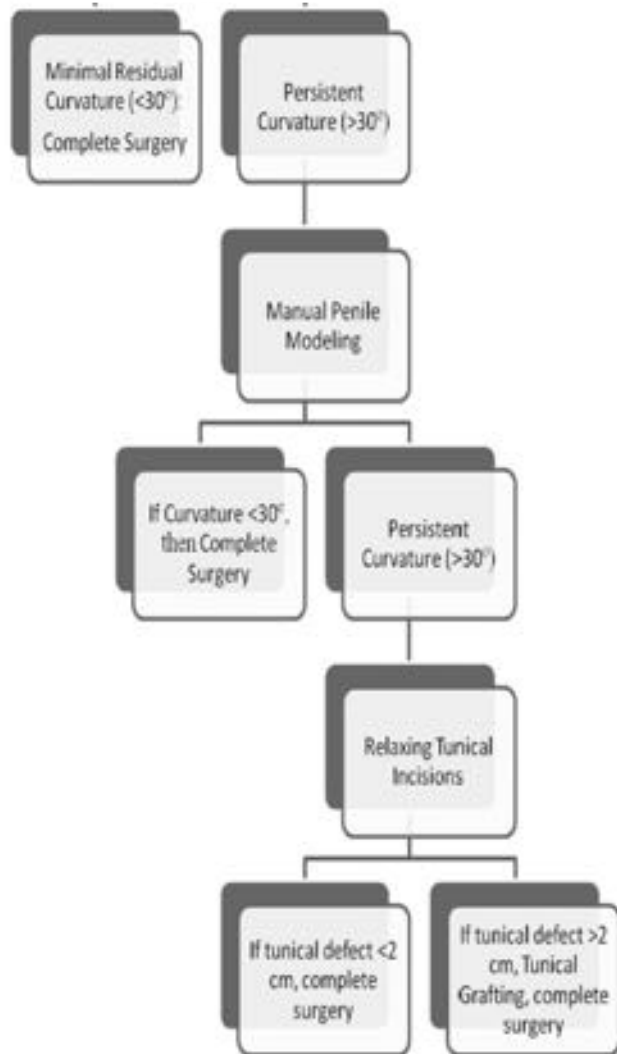 Minimal Residual
Curvature (<30°):
Complete Surgery
Persistent
Curvature (>30°)
Manual Penile
Modeling
If Curvature <30°,
then Complete
Surgery
Persistent
Curvature (>30°)
Relaxing Tunical
Incisions
If tunical defect <2
cm, complete
surgery
If tunical defect >2
cm, Tunical
Grafting, complete
surgery